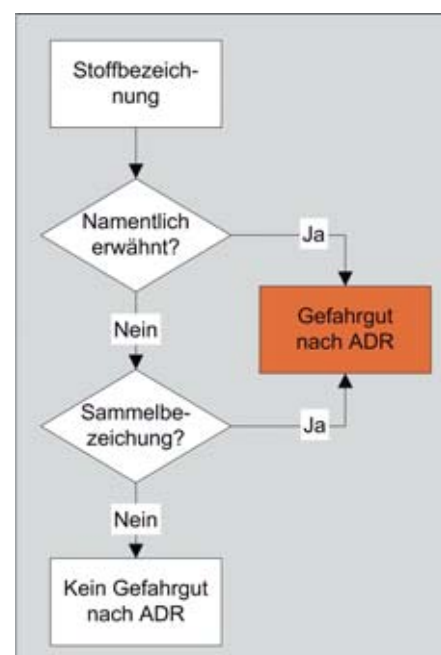 Stoffbezeich-
nung
Namentlich
erwähnt?
Ja
Nein
Gefahrgut
nach ADR
Sammelbe-
zeichung?
Ja
Nein
Kein Gefahrgut
nach ADR